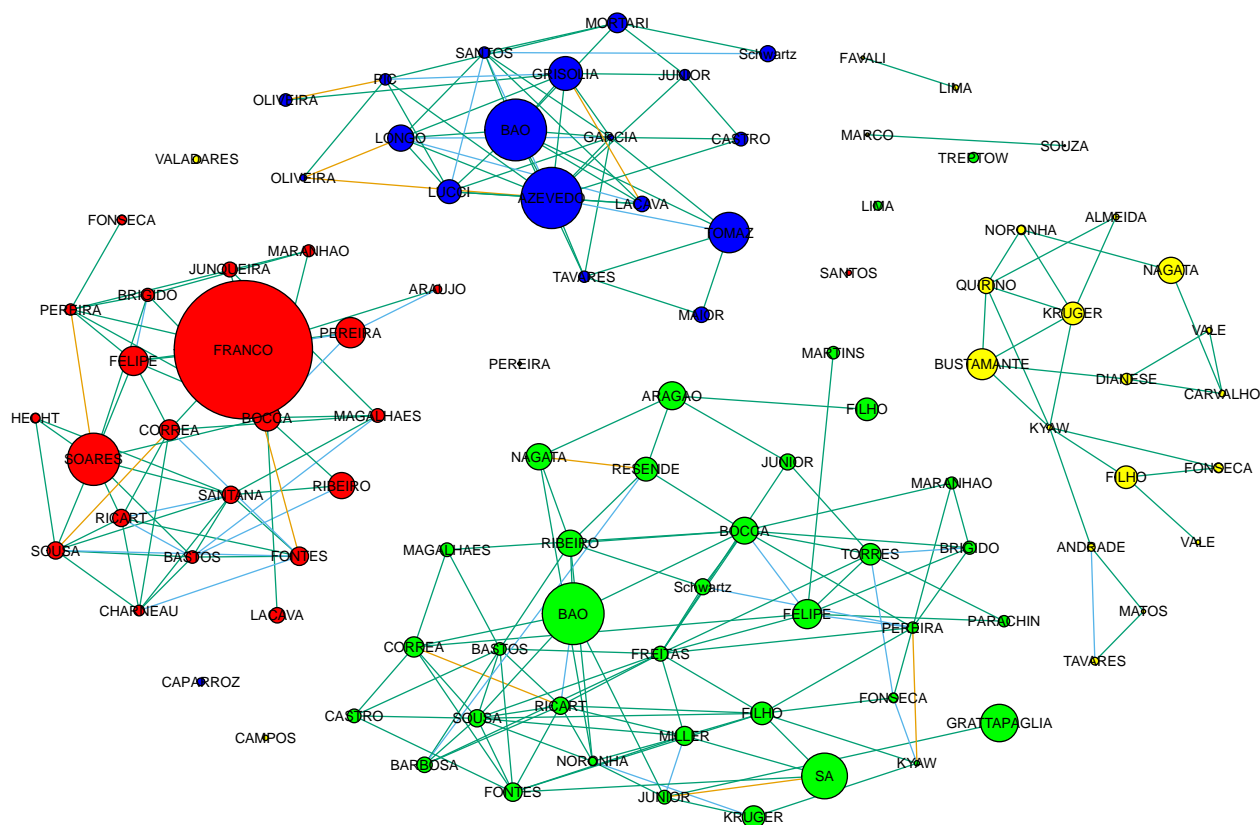 MORTARI
SANTOS
Schwartz
FAVALI
GRISOLIA
JUNIOR
RIC
LIMA
OLIVEIRA
BAO
MARCO
LONGO
GARCIA
CASTRO
SOUZA
VALADARES
TREPTOW
OLIVEIRA
LUCCI
AZEVEDO
LACAVA
LIMA
FONSECA
ALMEIDA
TOMAZ
NORONHA
MARANHAO
JUNQUEIRA
TAVARES
SANTOS
NAGATA
QUIRINO
ARAUJO
BRIGIDO
PEREIRA
MAIOR
KRUGER
VALE
PEREIRA
FRANCO
MARTINS
FELIPE
PEREIRA
BUSTAMANTE
DIANESE
CARVALHO
ARAGAO
FILHO
HECHT
BOCCA
MAGALHAES
CORREA
KYAW
SOARES
NAGATA
RESENDE
JUNIOR
FONSECA
FILHO
MARANHAO
SANTANA
RIBEIRO
RICART
BOCCA
SOUSA
BASTOS
FONTES
MAGALHAES
RIBEIRO
TORRES
BRIGIDO
ANDRADE
VALE
Schwartz
CHARNEAU
LACAVA
BAO
FELIPE
PEREIRA
PARACHIN
MATOS
CORREA
BASTOS
FREITAS
TAVARES
CAPARROZ
FONSECA
CASTRO
SOUSA
RICART
FILHO
GRATTAPAGLIA
CAMPOS
MILLER
BARBOSA
NORONHA
KYAW
SA
FONTES
JUNIOR
KRUGER